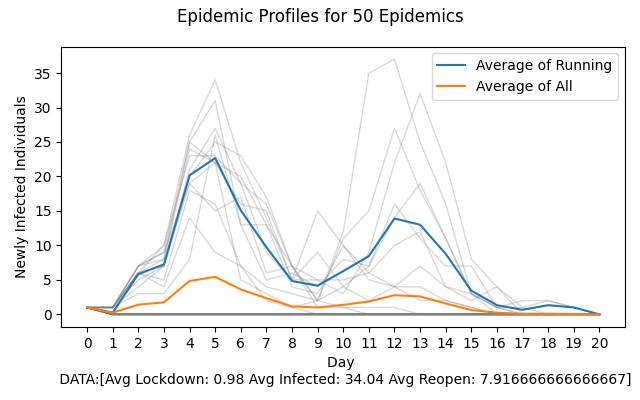 Epidemic Profiles for 50 Epidemics
Average of Running
Average of All
Newly Infected Individuals
35
30
25
20
15
10
5
0
0 1 2 3 4 5 6 7 8 9 10 11 12 13 14 15 16 17 18 19 20
Day
DATA:[Avg Lockdown: 0.98 Avg Infected: 34.04 Avg Reopen: 7.916666666666667]